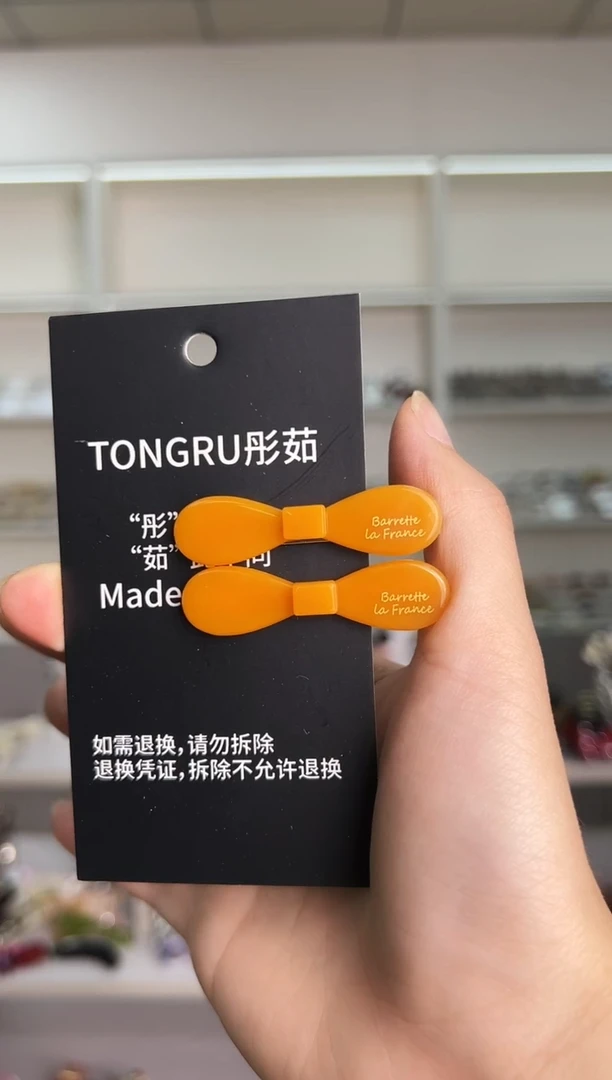 TONGRU彤茹
“彤”
“茹”
Made
Barrette
la France
Barrette
la France
如需退换,请勿拆除
退换凭证,拆除不允许退换